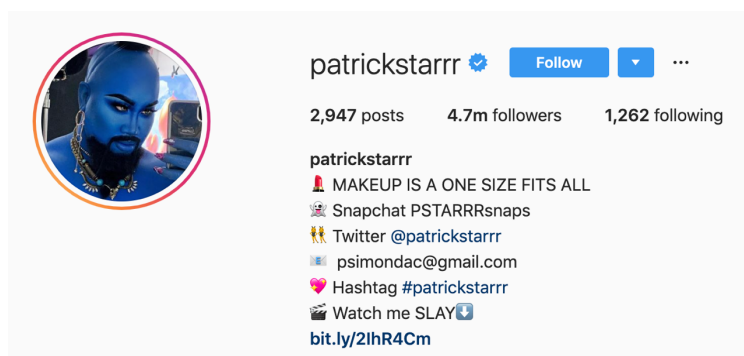 patrickstarrr Follow
2,947 posts 4.7m followers 1,262 following
patrickstarrr
💄 MAKEUP IS A ONE SIZE FITS ALL
👻 Snapchat PSTARRRsnaps
👯 Twitter @patrickstarrr
📧 psimondac@gmail.com
💖 Hashtag #patrickstarrr
🎬 Watch me SLAY⬇️
bit.ly/2IhR4Cm